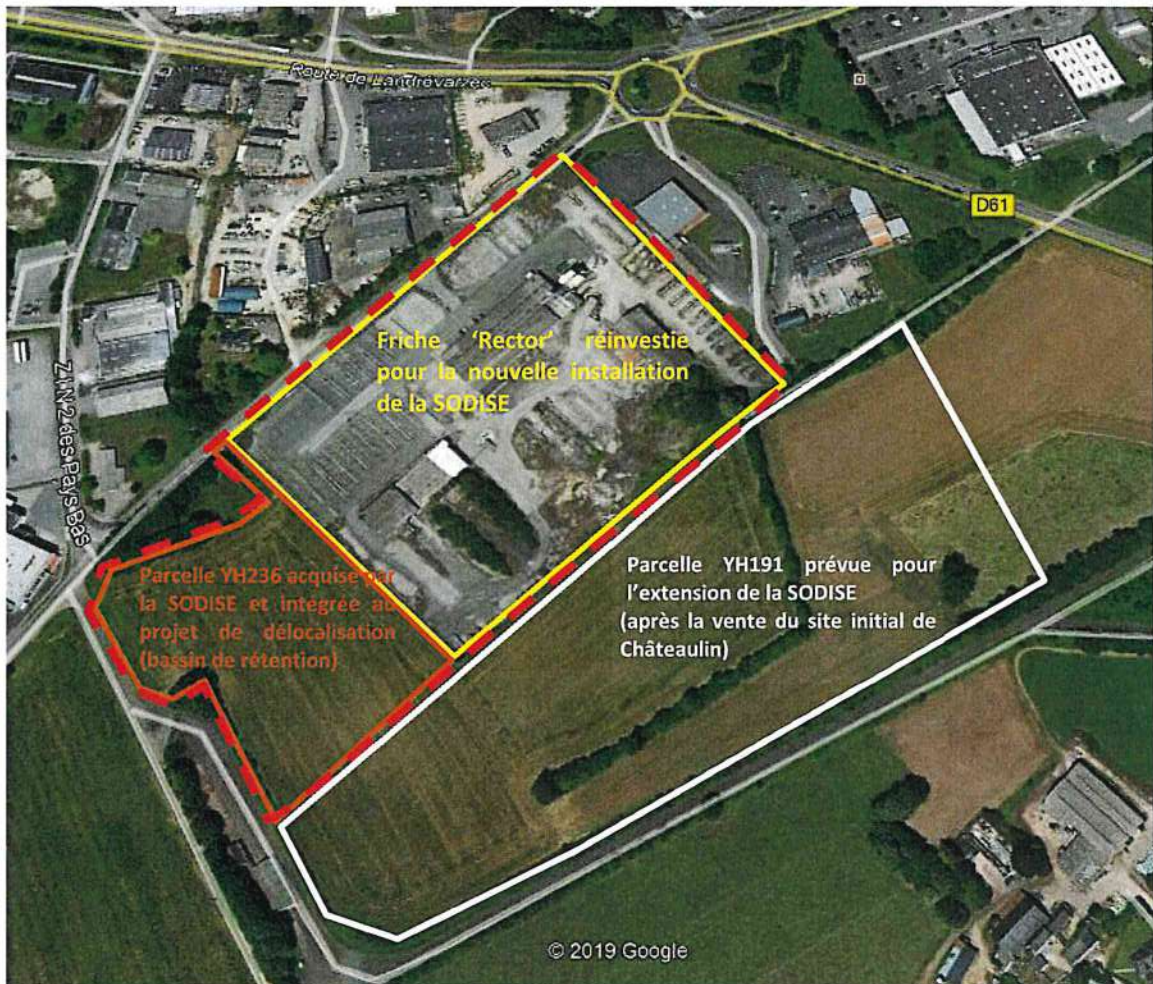 Route de Landrévarzec
D61
Friche 'Rector' réinvestie
pour la nouvelle installation
de la SODISE
Z I N 2 des Pays Bas
Parcelle YH236 acquise par
la SODISE et intégrée au
projet de délocalisation
(bassin de rétention)
Parcelle YH191 prévue pour
l'extension de la SODISE
(après la vente du site initial de
Châteaulin)
© 2019 Google